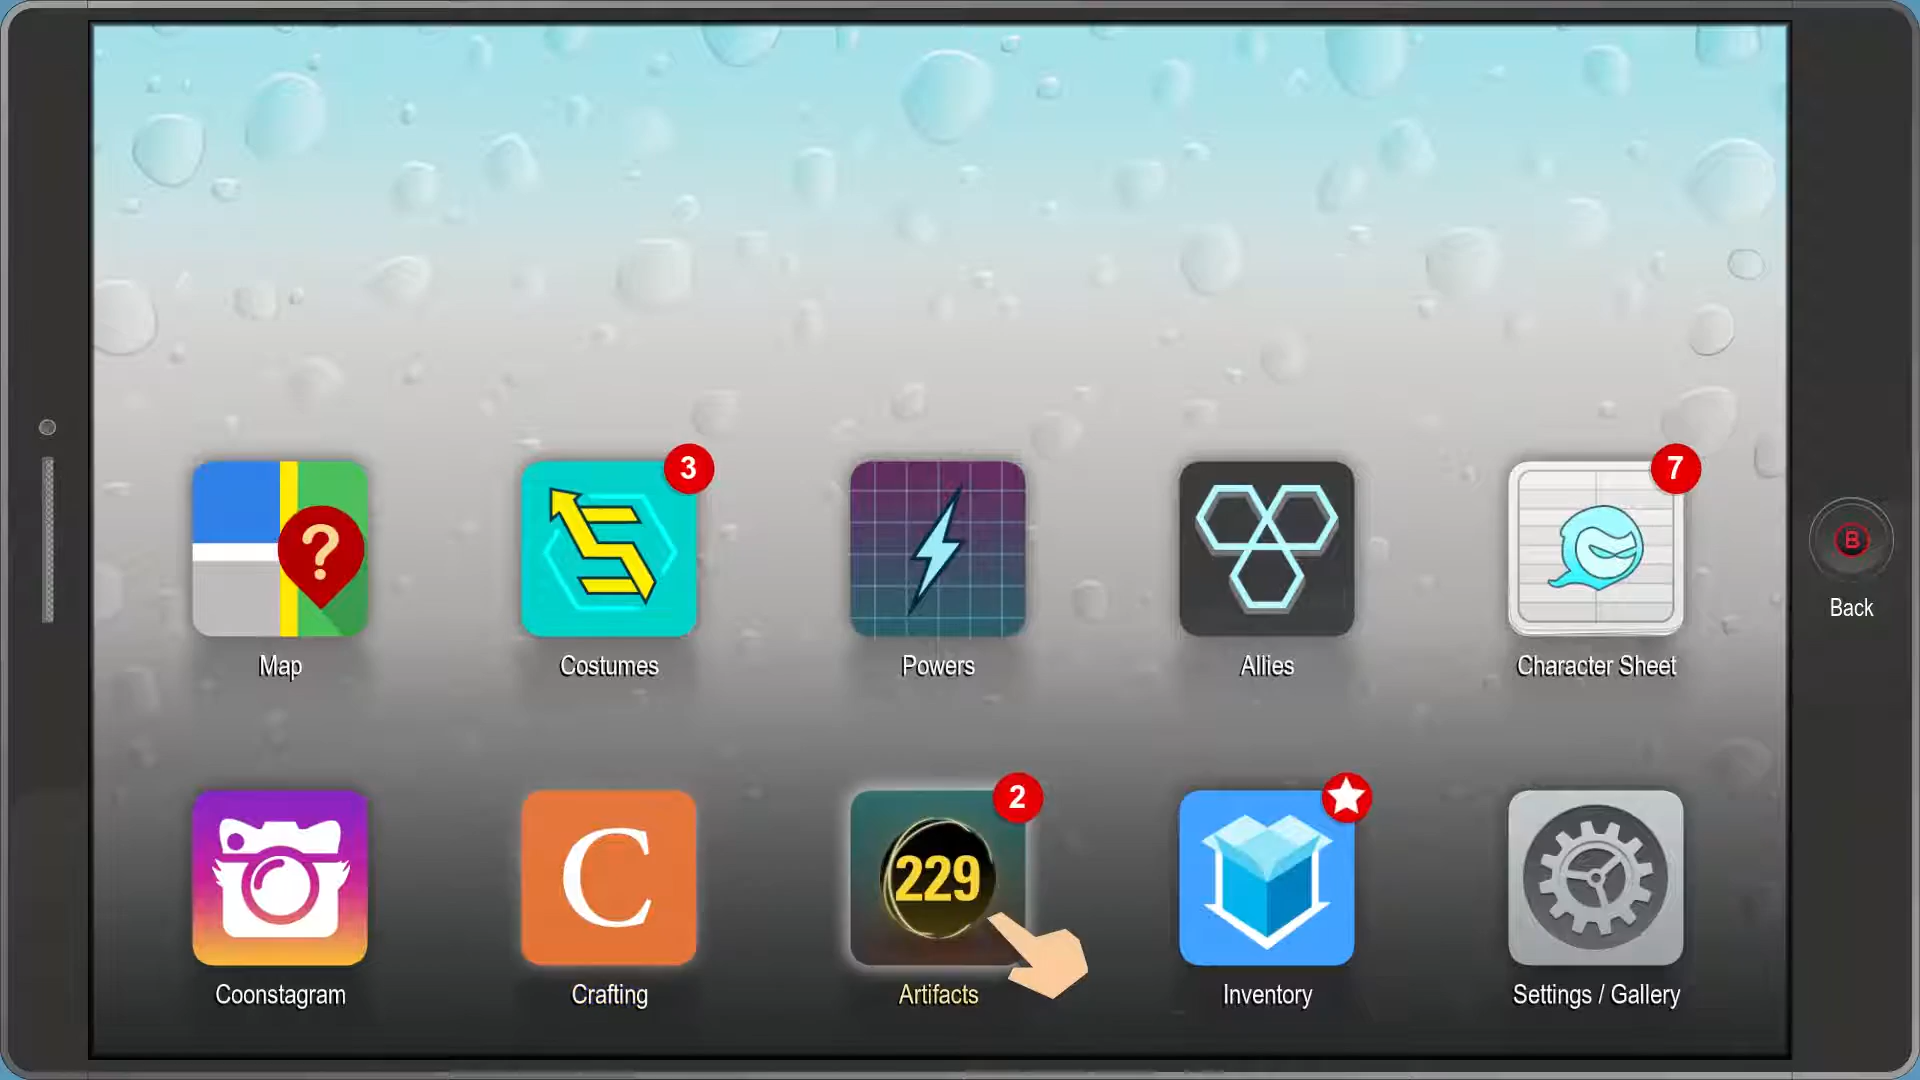 3
7
?
B
Back
Map
Costumes
Powers
Allies
Character Sheet
2
C
229
Coonstagram
Crafting
Artifacts
Inventory
Settings / Gallery